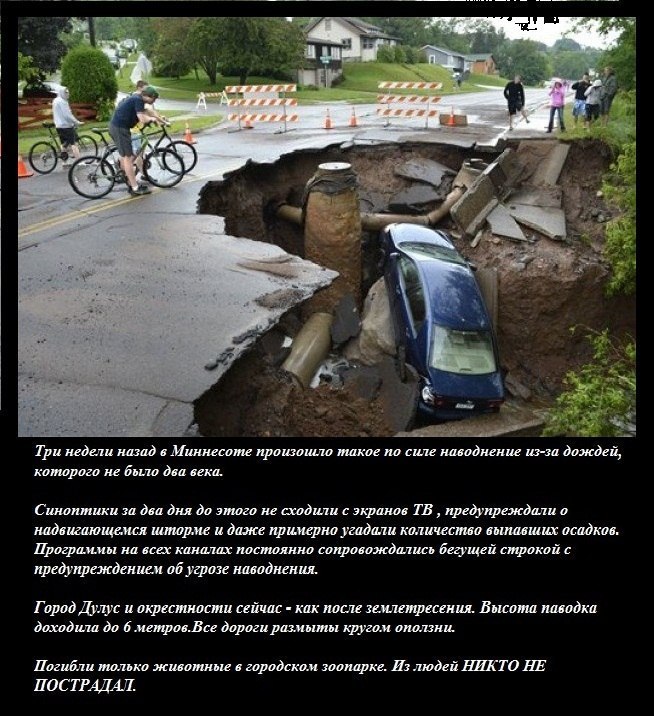 Три недели назад в Миннесоте произошло такое по силе наводнение из-за дождей,
которого не было два века.
Синоптики за два дня до этого не сходили с экранов ТВ , предупреждали о
надвигающемся шторме и даже примерно угадали количество выпавших осадков.
Программы на всех каналах постоянно сопровождались бегущей строкой с
предупреждением об угрозе наводнения.
Город Дулус и окрестности сейчас - как после землетресения. Высота паводка
доходила до 6 метров.Все дороги размыты кругом оползни.
Погибли только животные в городском зоопарке. Из людей НИКТО НЕ
ПОСТРАДАЛ.